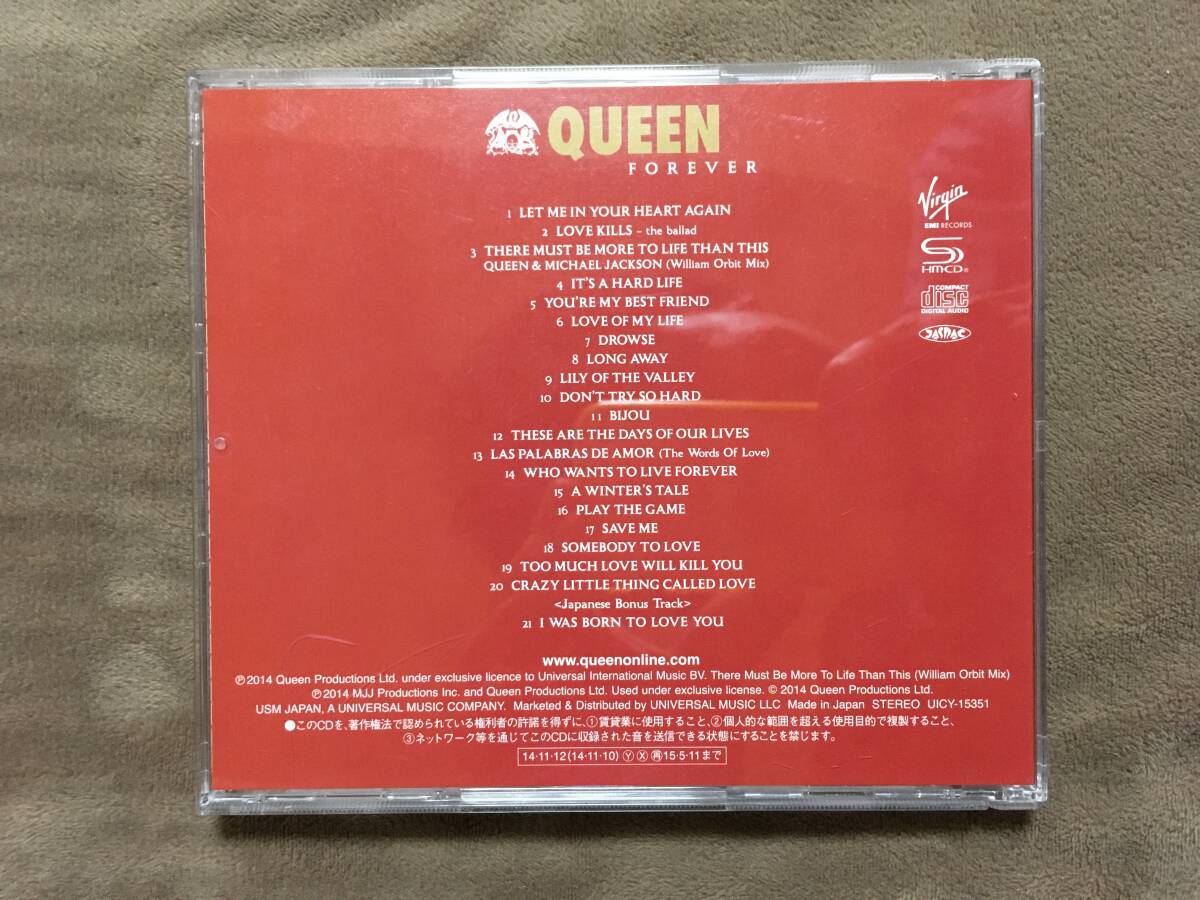 QUEEN
FOREVER
1 LET ME IN YOUR HEART AGAIN
2 LOVE KILLS – the ballad
3 THERE MUST BE MORE TO LIFE THAN THIS
QUEEN & MICHAEL JACKSON (William Orbit Mix)
4 IT'S A HARD LIFE
5 YOU'RE MY BEST FRIEND
6 LOVE OF MY LIFE
7 DROWSE
8 LONG AWAY
9 LILY OF THE VALLEY
10 DON'T TRY SO HARD
11 BIJOU
12 THESE ARE THE DAYS OF OUR LIVES
13 LAS PALABRAS DE AMOR (The Words Of Love)
14 WHO WANTS TO LIVE FOREVER
15 A WINTER'S TALE
16 PLAY THE GAME
17 SAVE ME
18 SOMEBODY TO LOVE
19 TOO MUCH LOVE WILL KILL YOU
20 CRAZY LITTLE THING CALLED LOVE
<Japanese Bonus Track>
21 I WAS BORN TO LOVE YOU
Virgin
EMI RECORDS
SHMCD®
COMPACT
disc
DIGITAL AUDIO
JASRAC
www.queenonline.com
℗2014 Queen Productions Ltd. under exclusive licence to Universal International Music BV. There Must Be More To Life Than This (William Orbit Mix)
℗2014 MJJ Productions Inc. and Queen Productions Ltd. Used under exclusive license. © 2014 Queen Productions Ltd.
USM JAPAN, A UNIVERSAL MUSIC COMPANY. Marketed & Distributed by UNIVERSAL MUSIC LLC Made in Japan STEREO UICY-15351
●このCDを、著作権法で認められている権利者の許諾を得ずに、①賃貸業に使用すること、②個人的な範囲を超える使用目的で複製すること、
③ネットワーク等を通じてこのCDに収録された音を送信できる状態にすることを禁じます。
14・11・12(14・11・10) Ⓨ Ⓧ ㊞15・5・11まで